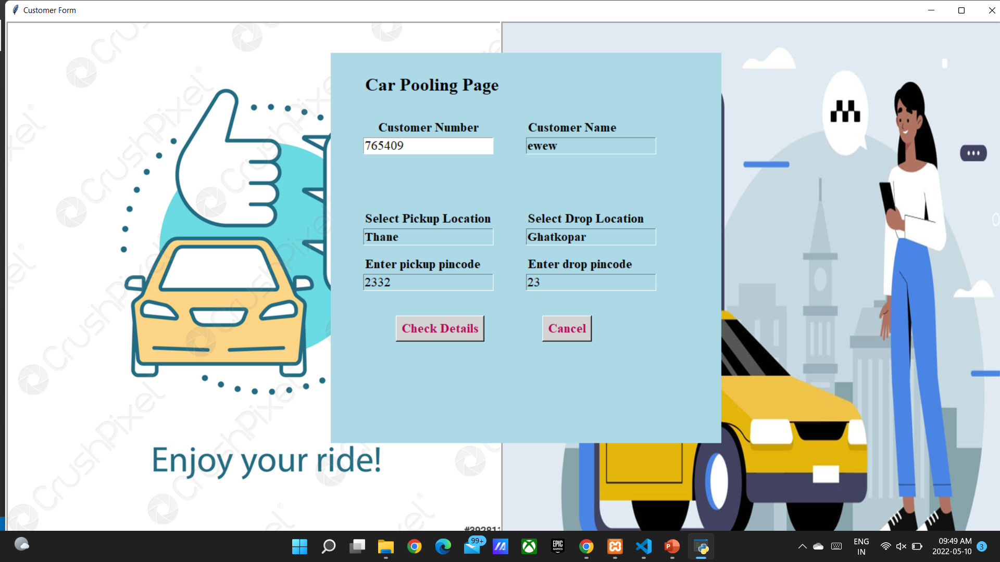 Customer Form
CrushPixel
Car Pooling Page
Customer Number
Customer Name
765409
ewew
Select Pickup Location
Select Drop Location
Thane
Ghatkopar
Enter pickup pincode
Enter drop pincode
2332
23
Check Details
Cancel
Enjoy your ride!
99+
EPIC
GAMES
ENG
IN
09:49 AM
2022-05-10
3